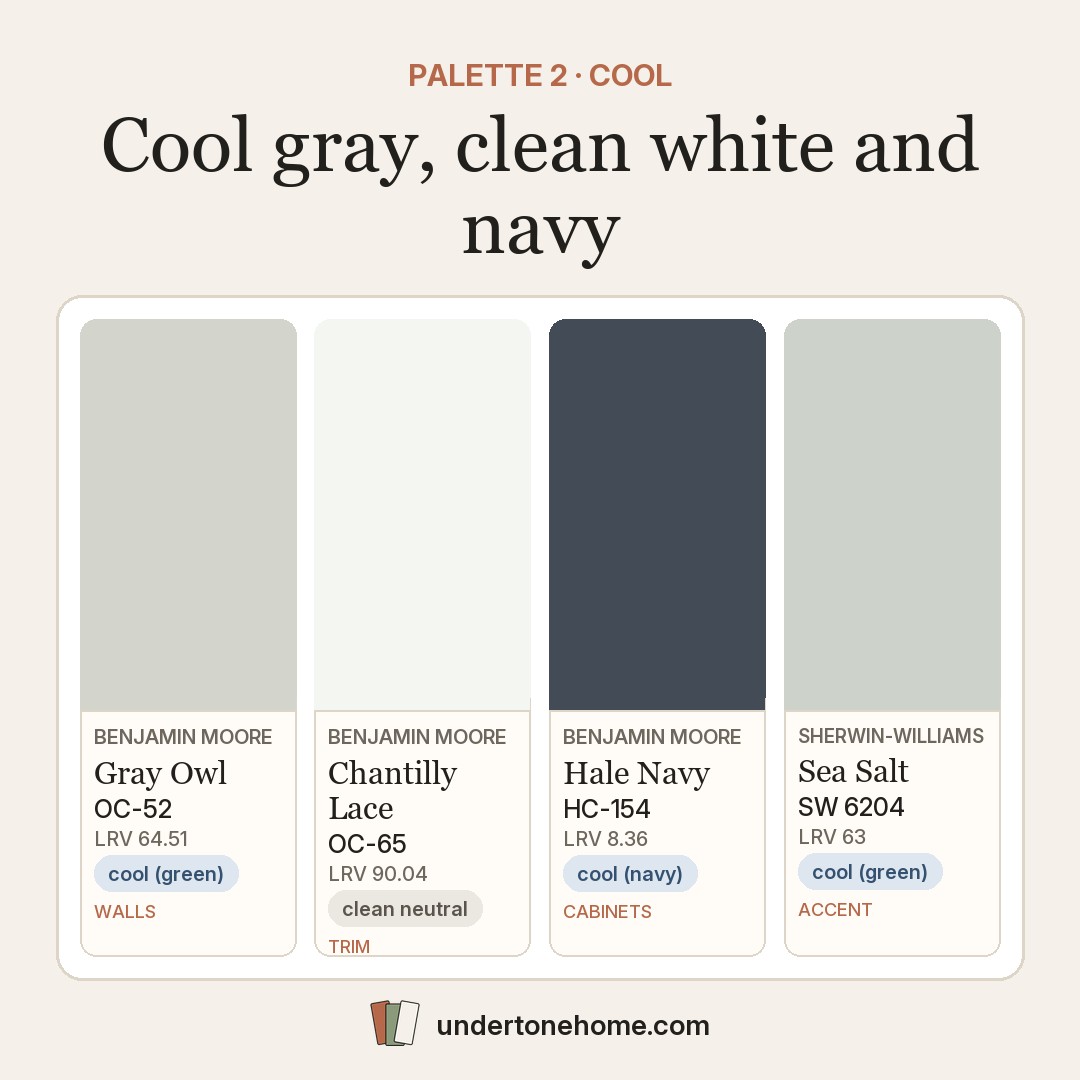 PALETTE 2 · COOL
Cool gray, clean white and
navy
BENJAMIN MOORE
Gray Owl
OC-52
LRV 64.51
cool (green)
WALLS
BENJAMIN MOORE
Chantilly
Lace
OC-65
LRV 90.04
clean neutral
TRIM
BENJAMIN MOORE
Hale Navy
HC-154
LRV 8.36
cool (navy)
CABINETS
SHERWIN-WILLIAMS
Sea Salt
SW 6204
LRV 63
cool (green)
ACCENT
undertonehome.com